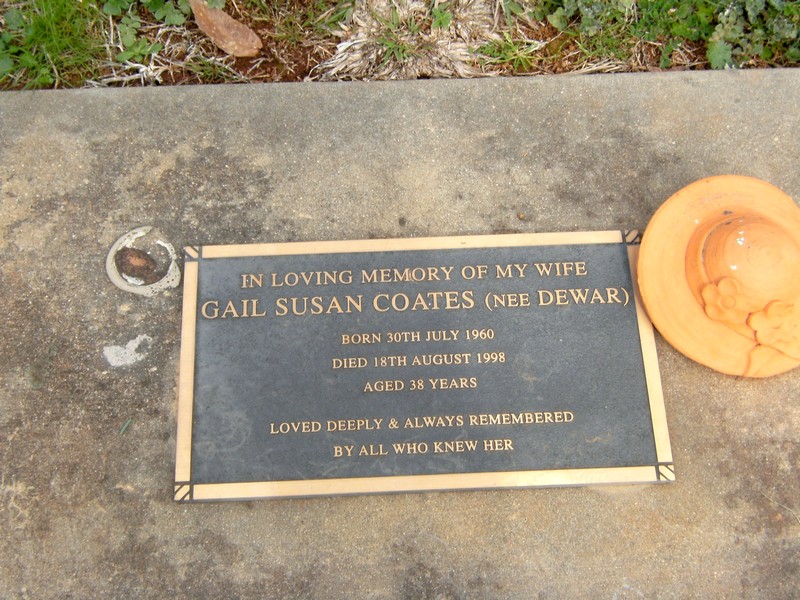 IN LOVING MEMORY OF MY WIFE
GAIL SUSAN COATES (NEE DEWAR)
BORN 30TH JULY 1960
DIED 18TH AUGUST 1998
AGED 38 YEARS
LOVED DEEPLY & ALWAYS REMEMBERED
BY ALL WHO KNEW HER